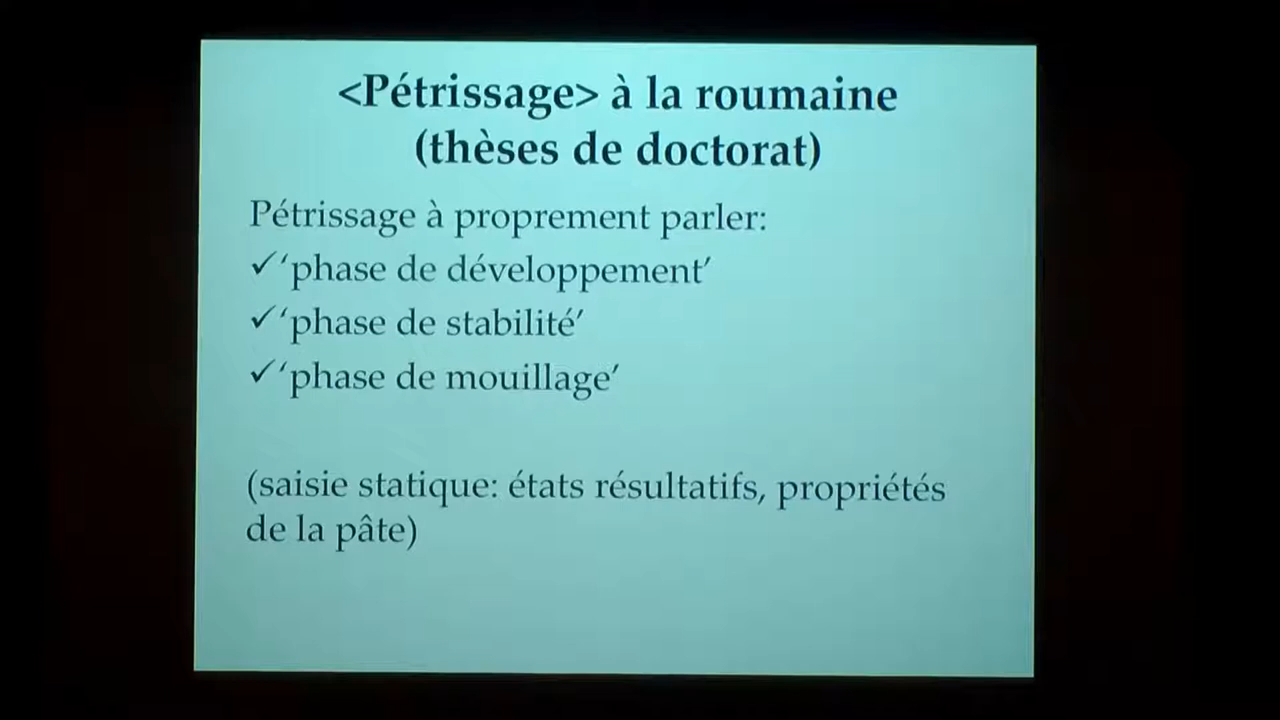 <Pétrissage> à la roumaine
(thèses de doctorat)
Pétrissage à proprement parler:
✓'phase de développement'
✓'phase de stabilité'
✓'phase de mouillage'
(saisie statique: états résultatifs, propriétés
de la pâte)